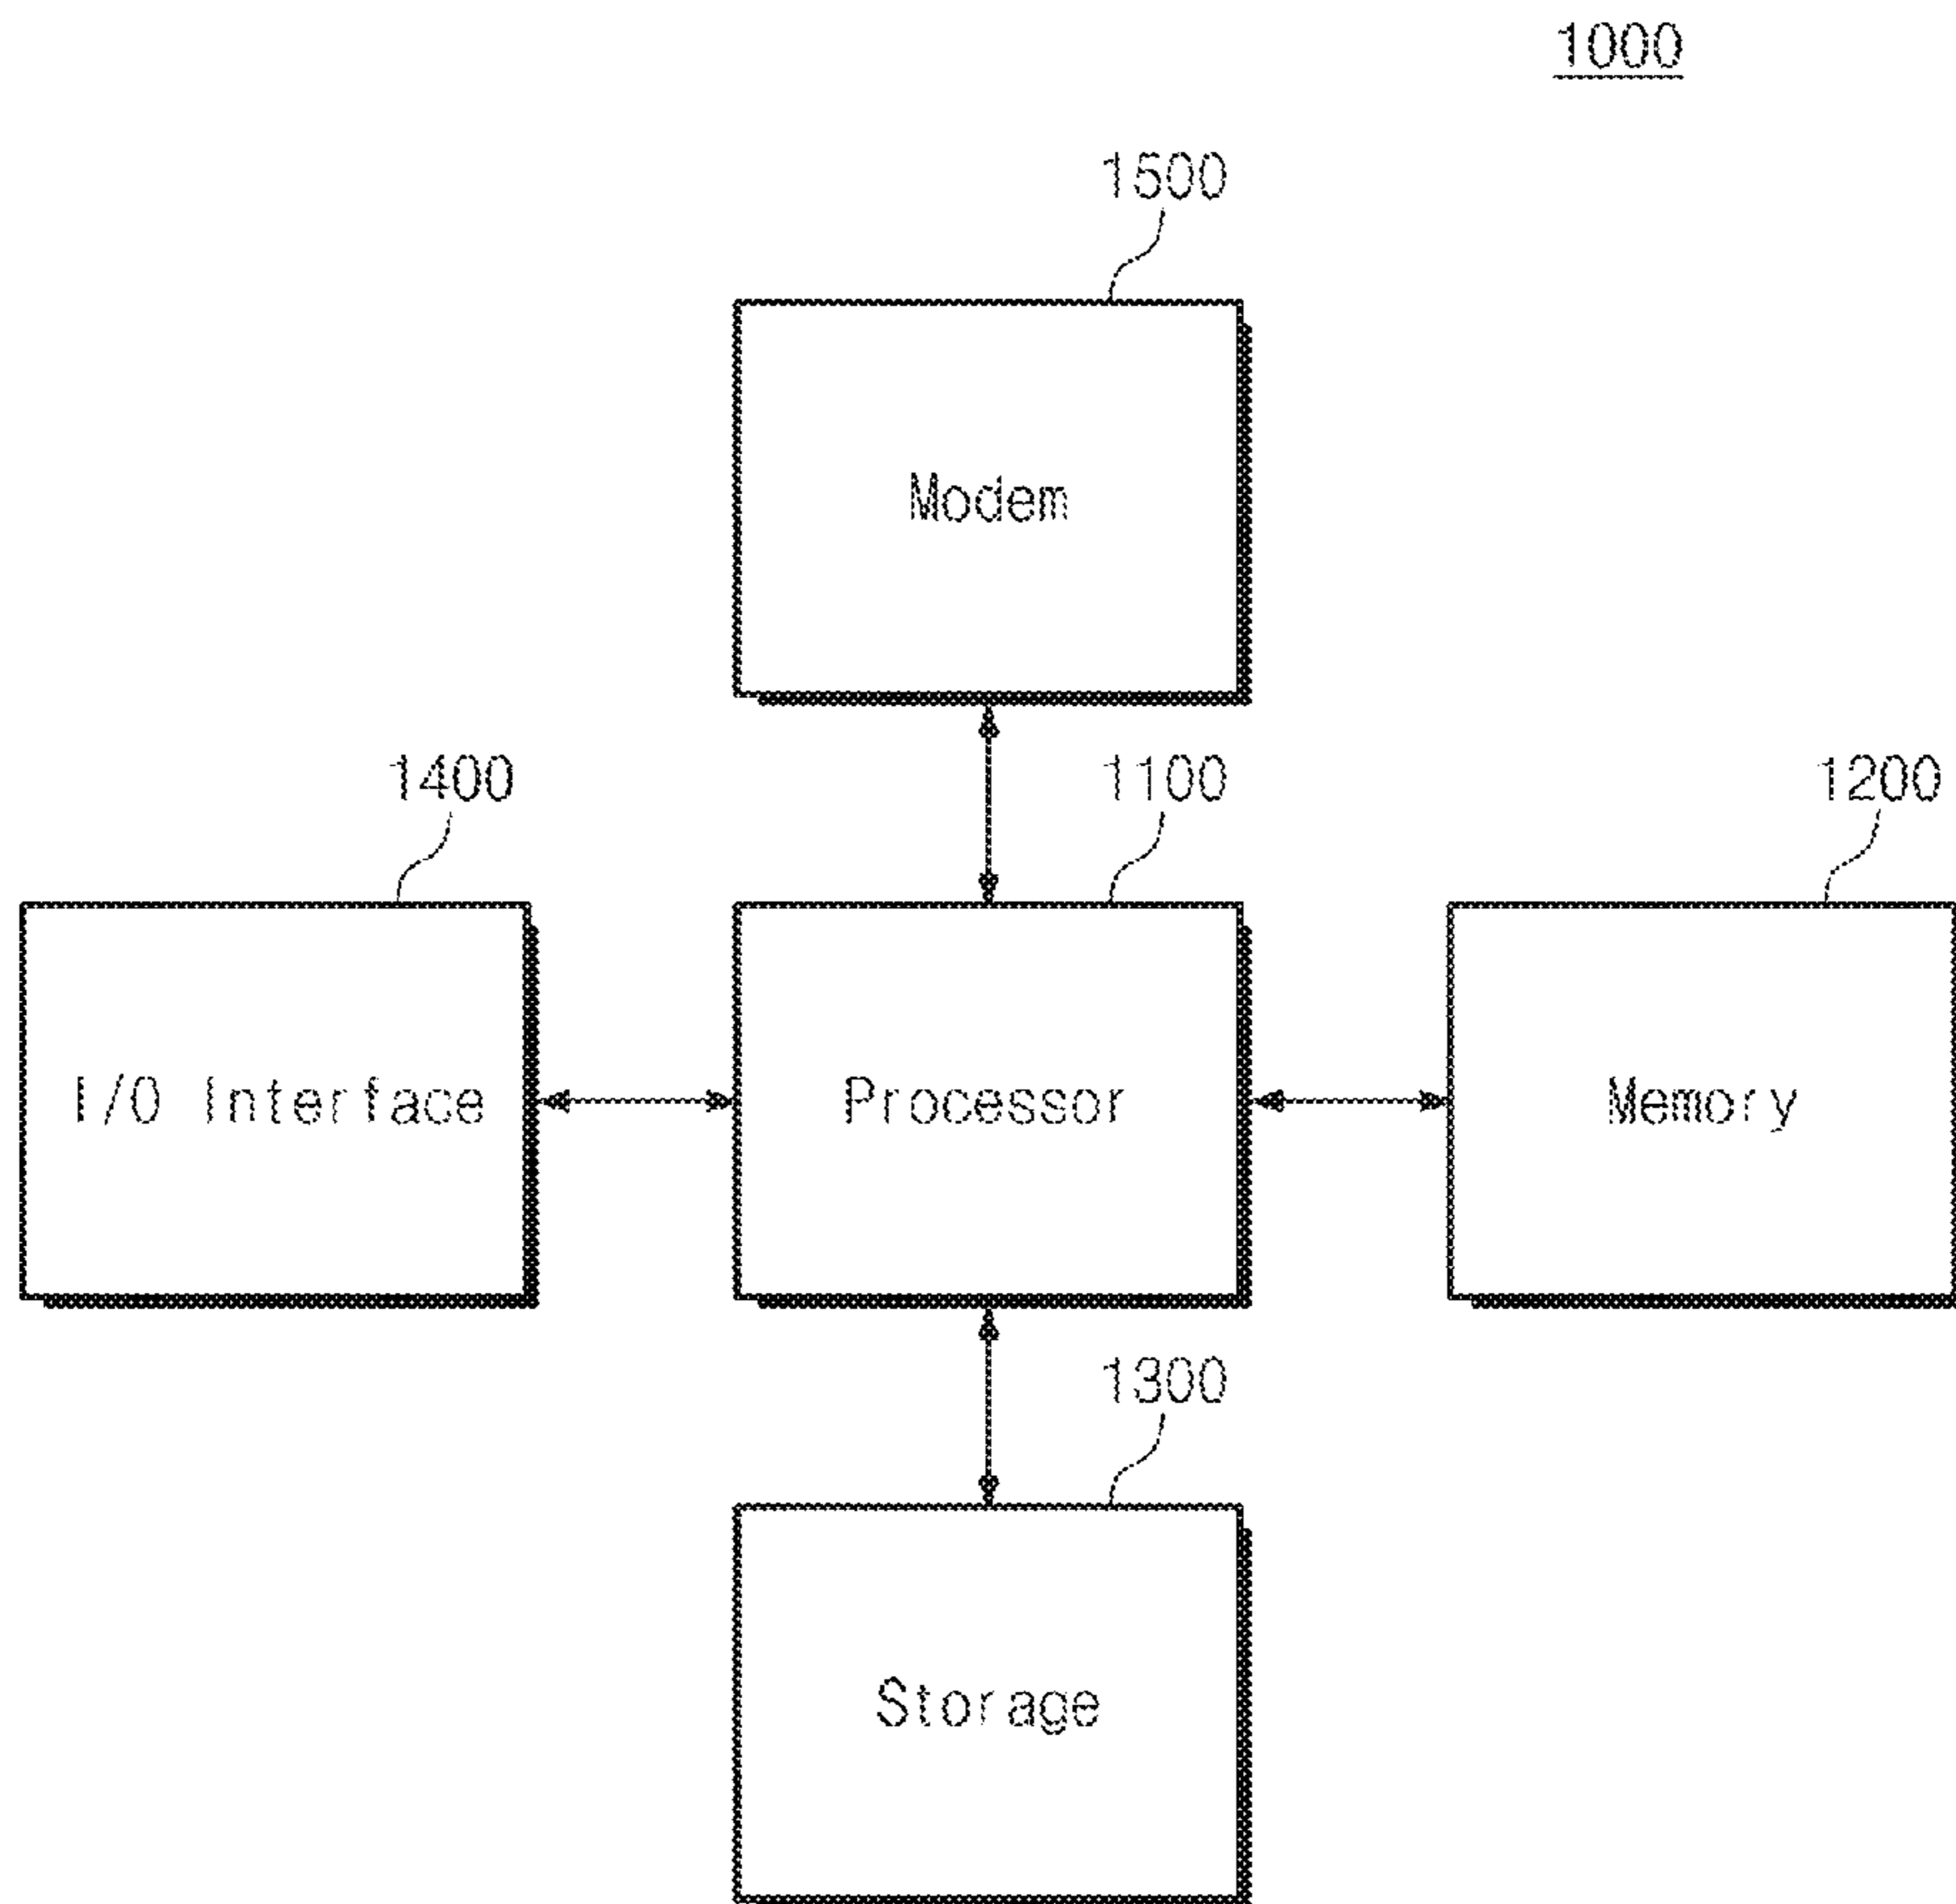 1000
1500
Modem
1400
1100
1200
I/O Interface
Processor
Memory
1300
Storage